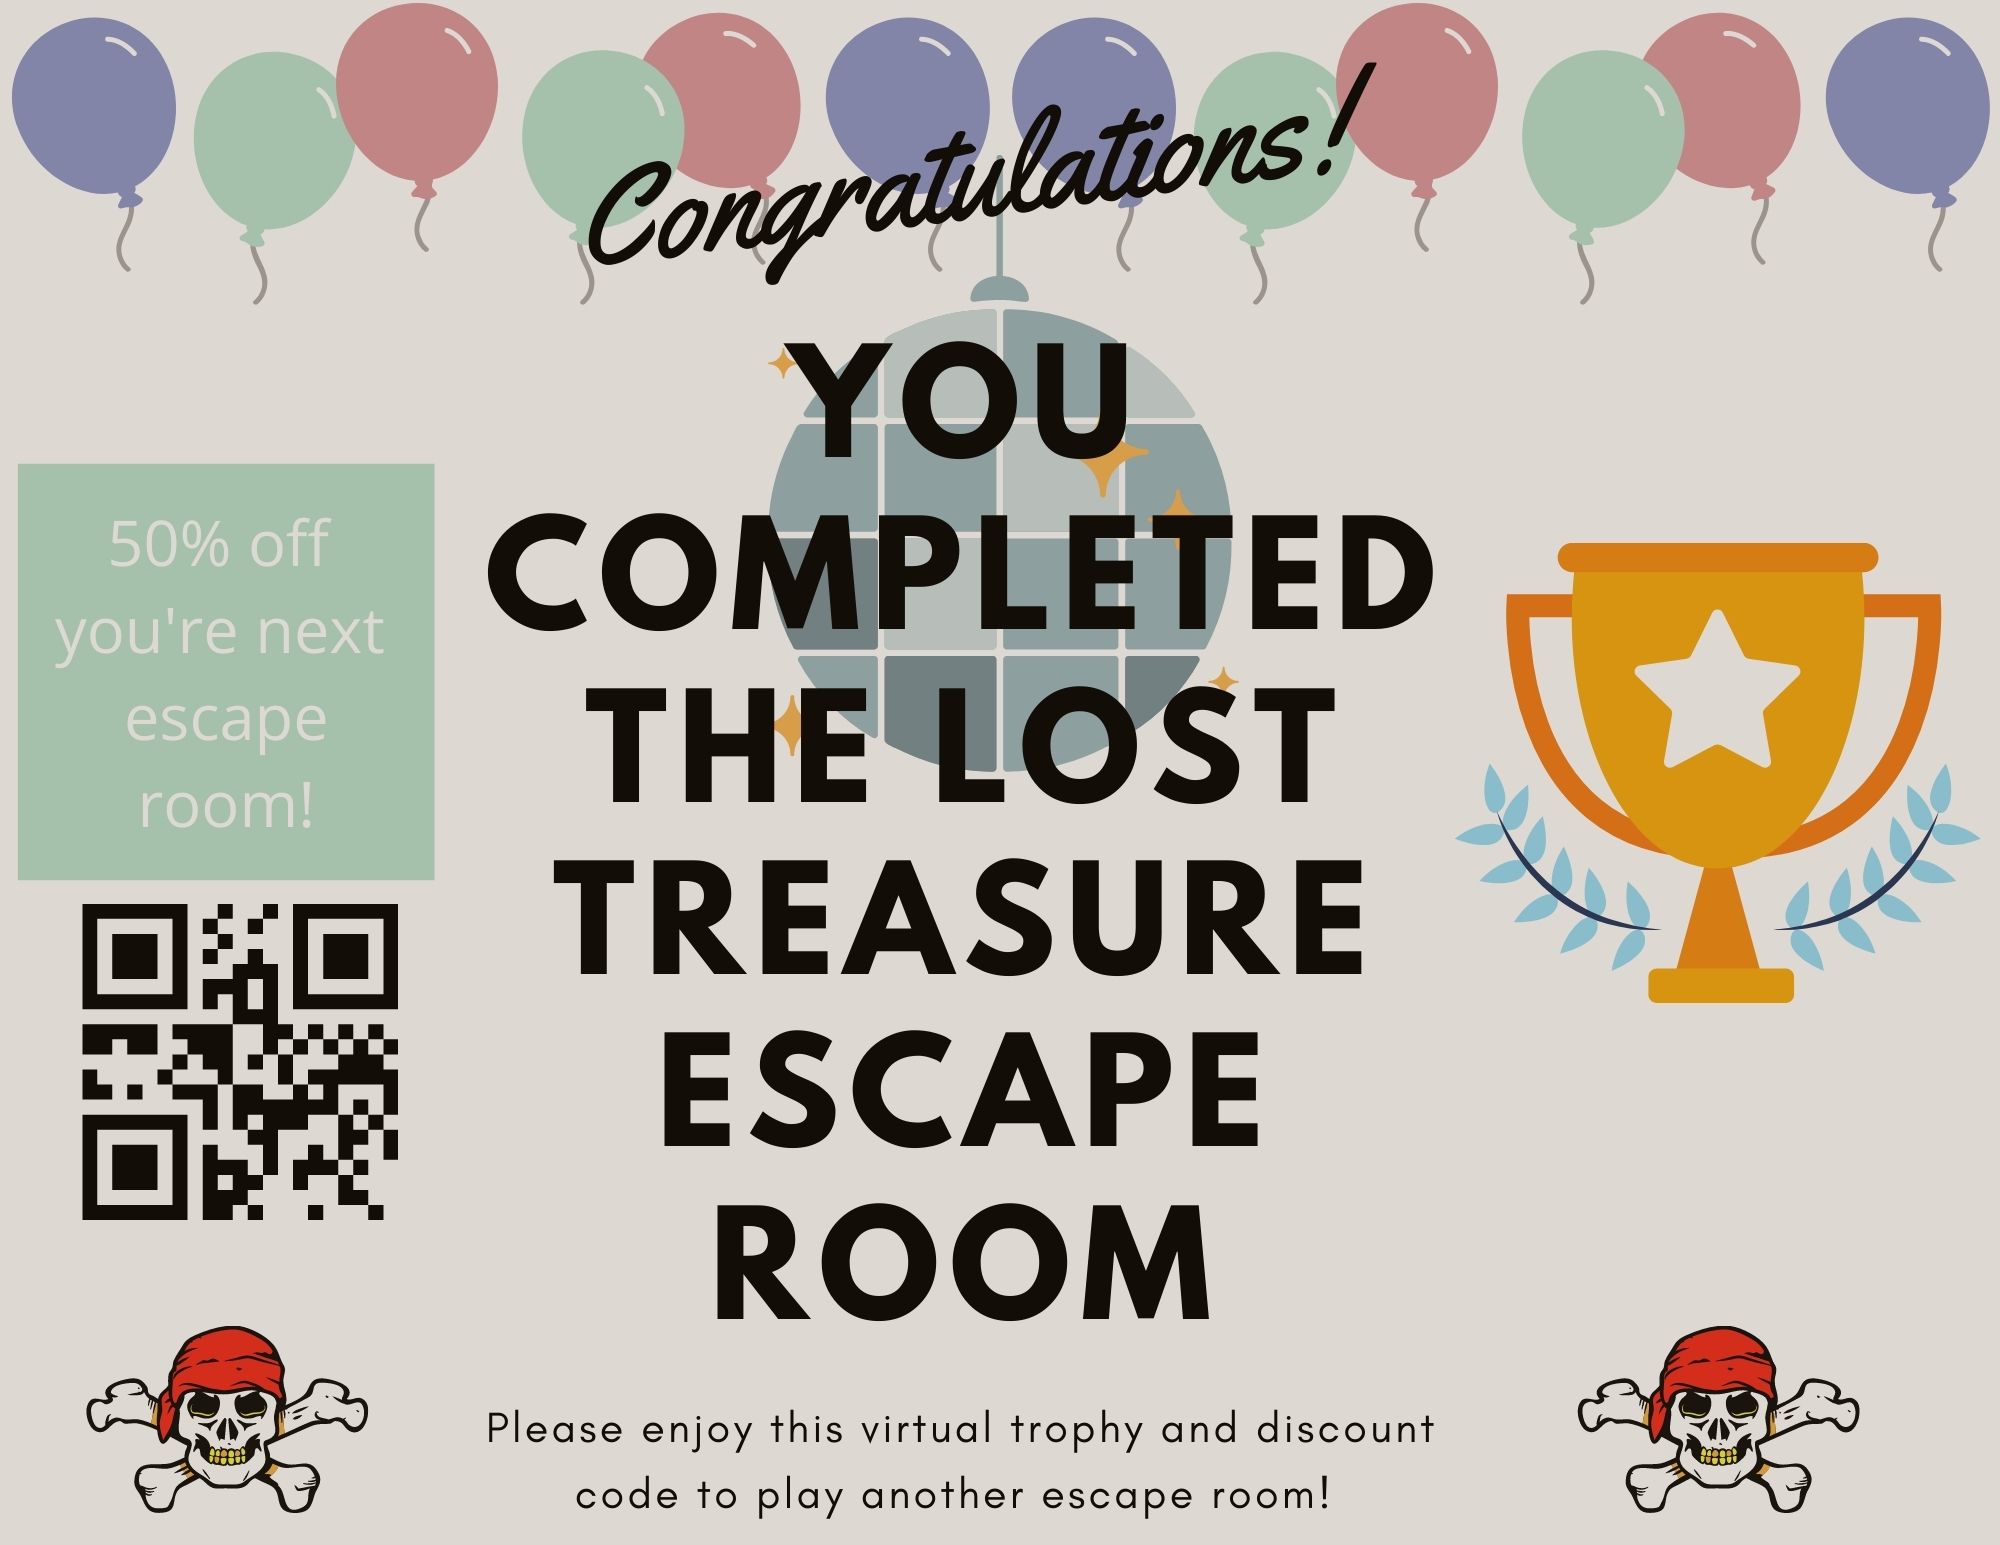 Congratulations!
YOU
COMPLETED
THE LOST
TREASURE
ESCAPE
ROOM
50% off
you're next
escape
room!
Please enjoy this virtual trophy and discount
code to play another escape room!